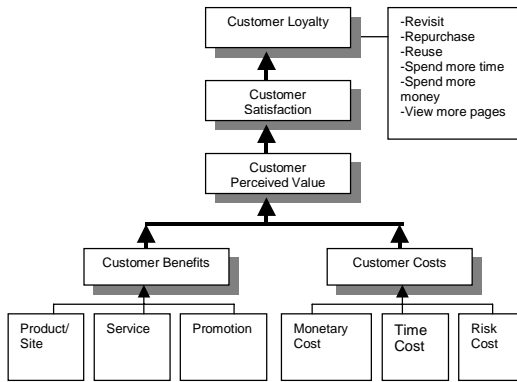 Customer Loyalty
-Revisit
-Repurchase
-Reuse
-Spend more time
-Spend more
money
-View more pages
Customer
Satisfaction
Customer
Perceived Value
Customer Benefits
Customer Costs
Product/
Site
Service
Promotion
Monetary
Cost
Time
Cost
Risk
Cost